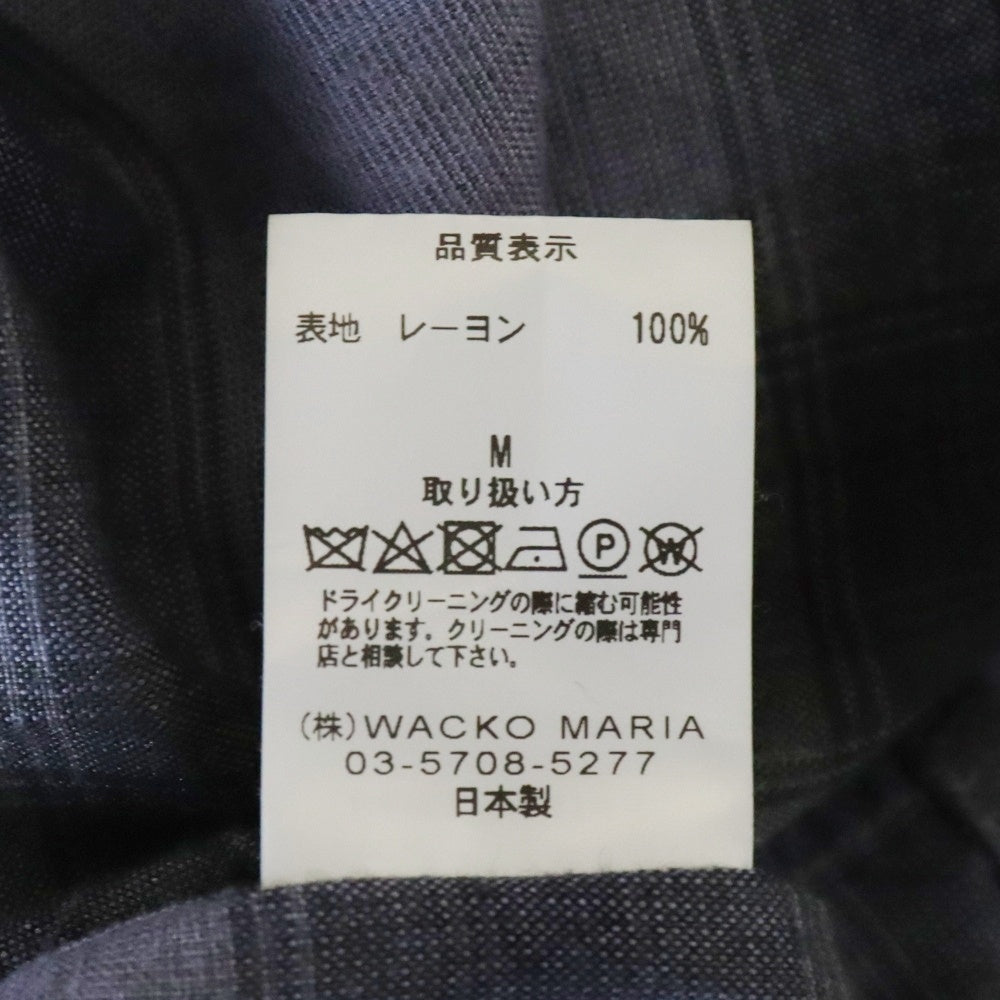 品質表示
表地 レーヨン 100%
M
取り扱い方
P W
ドライクリーニングの際に縮む可能性
があります。クリーニングの際は専門
店と相談して下さい。
(株)WACKO MARIA
03-5708-5277
日本製